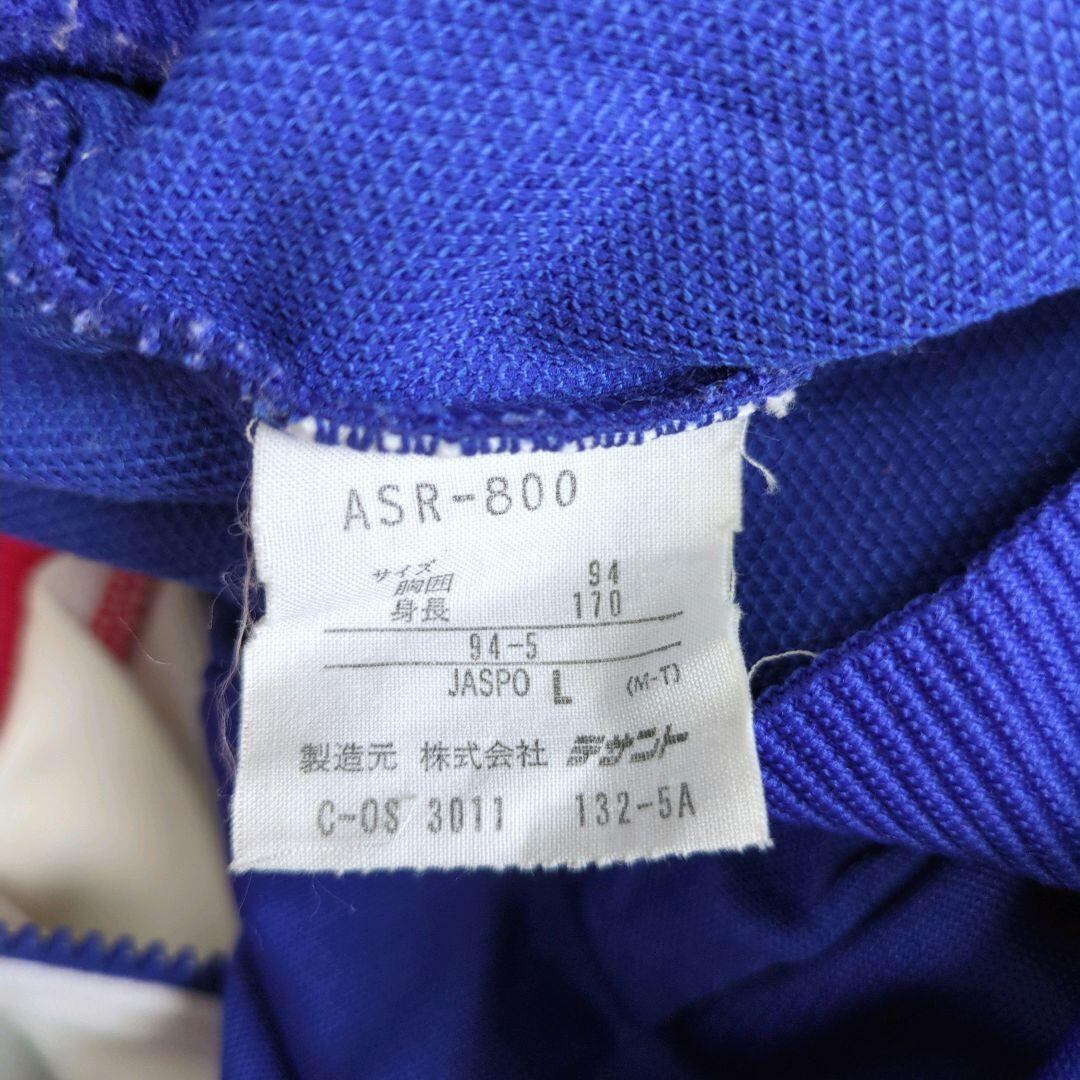 ASR-800
サイズ
胸囲 94
身長 170
94-5
JASPO L (M-T)
製造元 株式会社 デサント
C-OS 3011 132-5A